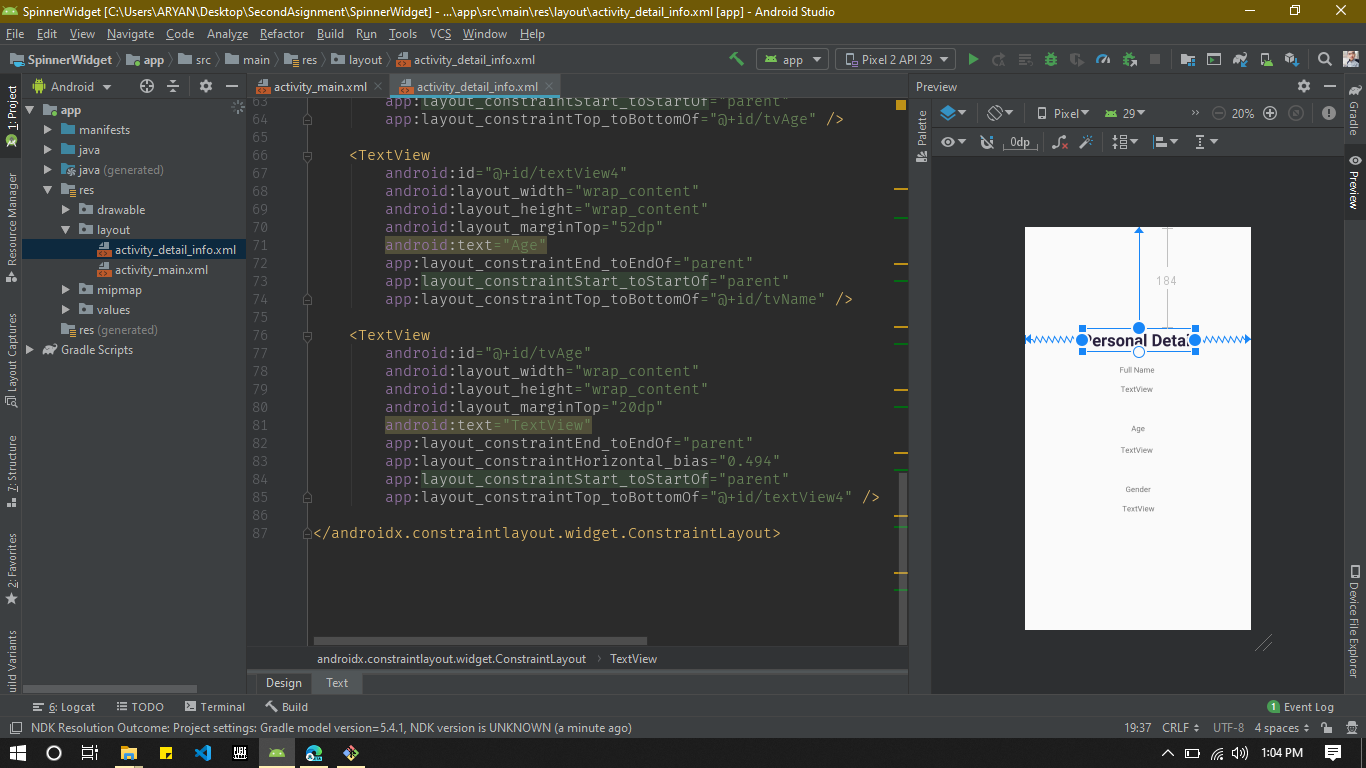 SpinnerWidget [C:\Users\ARYAN\Desktop\SecondAsignment\SpinnerWidget] - ...\app\src\main\res\layout\activity_detail_info.xml [app] - Android Studio
File Edit View Navigate Code Analyze Refactor Build Run Tools VCS Window Help
SpinnerWidget app src main res layout activity_detail_info.xml app Pixel 2 API 29
1: Project
Resource Manager
Layout Captures
7: Structure
2: Favorites
uild Variants
Android
app
manifests
java
java (generated)
res
drawable
layout
activity_detail_info.xml
activity_main.xml
mipmap
values
res (generated)
Gradle Scripts
activity_main.xml activity_detail_info.xml
63 app:layout_constraintStart_toStartOf="parent"
64 app:layout_constraintTop_toBottomOf="@+id/tvAge" />
65
66 <TextView
67 android:id="@+id/textView4"
68 android:layout_width="wrap_content"
69 android:layout_height="wrap_content"
70 android:layout_marginTop="52dp"
71 android:text="Age"
72 app:layout_constraintEnd_toEndOf="parent"
73 app:layout_constraintStart_toStartOf="parent"
74 app:layout_constraintTop_toBottomOf="@+id/tvName" />
75
76 <TextView
77 android:id="@+id/tvAge"
78 android:layout_width="wrap_content"
79 android:layout_height="wrap_content"
80 android:layout_marginTop="20dp"
81 android:text="TextView"
82 app:layout_constraintEnd_toEndOf="parent"
83 app:layout_constraintHorizontal_bias="0.494"
84 app:layout_constraintStart_toStartOf="parent"
85 app:layout_constraintTop_toBottomOf="@+id/textView4" />
86
87 </androidx.constraintlayout.widget.ConstraintLayout>
androidx.constraintlayout.widget.ConstraintLayout › TextView
Design Text
Preview
Palette
Pixel 29 » 20%
0dp
184
Personal Detail
Full Name
TextView
Age
TextView
Gender
TextView
Gradle
Preview
Device File Explorer
6: Logcat TODO Terminal Build 1 Event Log
NDK Resolution Outcome: Project settings: Gradle model version=5.4.1, NDK version is UNKNOWN (a minute ago) 19:37 CRLF UTF-8 4 spaces
1:04 PM